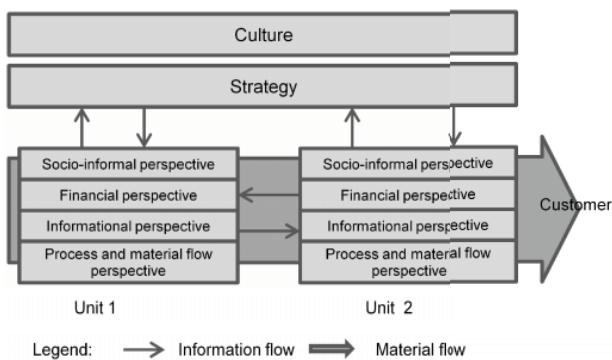 Culture
Strategy
Socio-informal perspective
Financial perspective
Informational perspective
Process and material flow
perspective
Socio-informal perspective
Financial perspective
Informational perspective
Process and material flow
perspective
Customer
Unit 1
Unit 2
Legend: Information flow Material flow